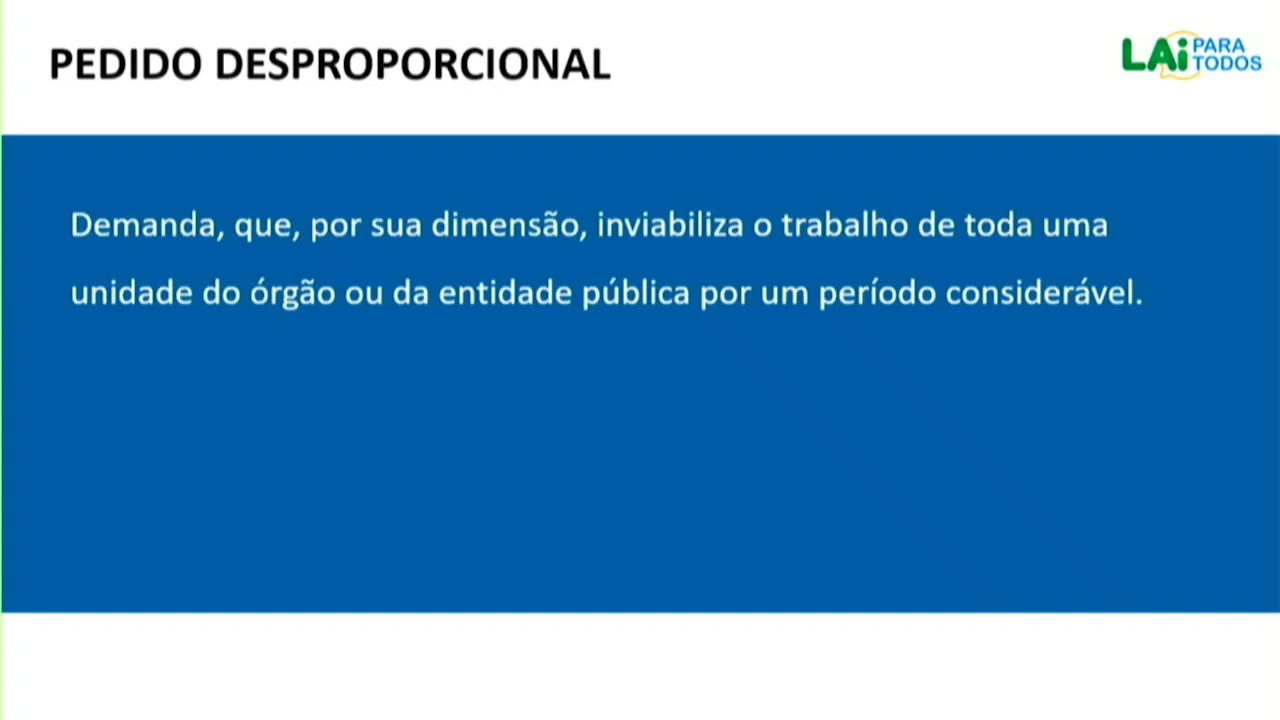 PEDIDO DESPROPORCIONAL
LAi PARA TODOS
Demanda, que, por sua dimensão, inviabiliza o trabalho de toda uma
unidade do órgão ou da entidade pública por um período considerável.